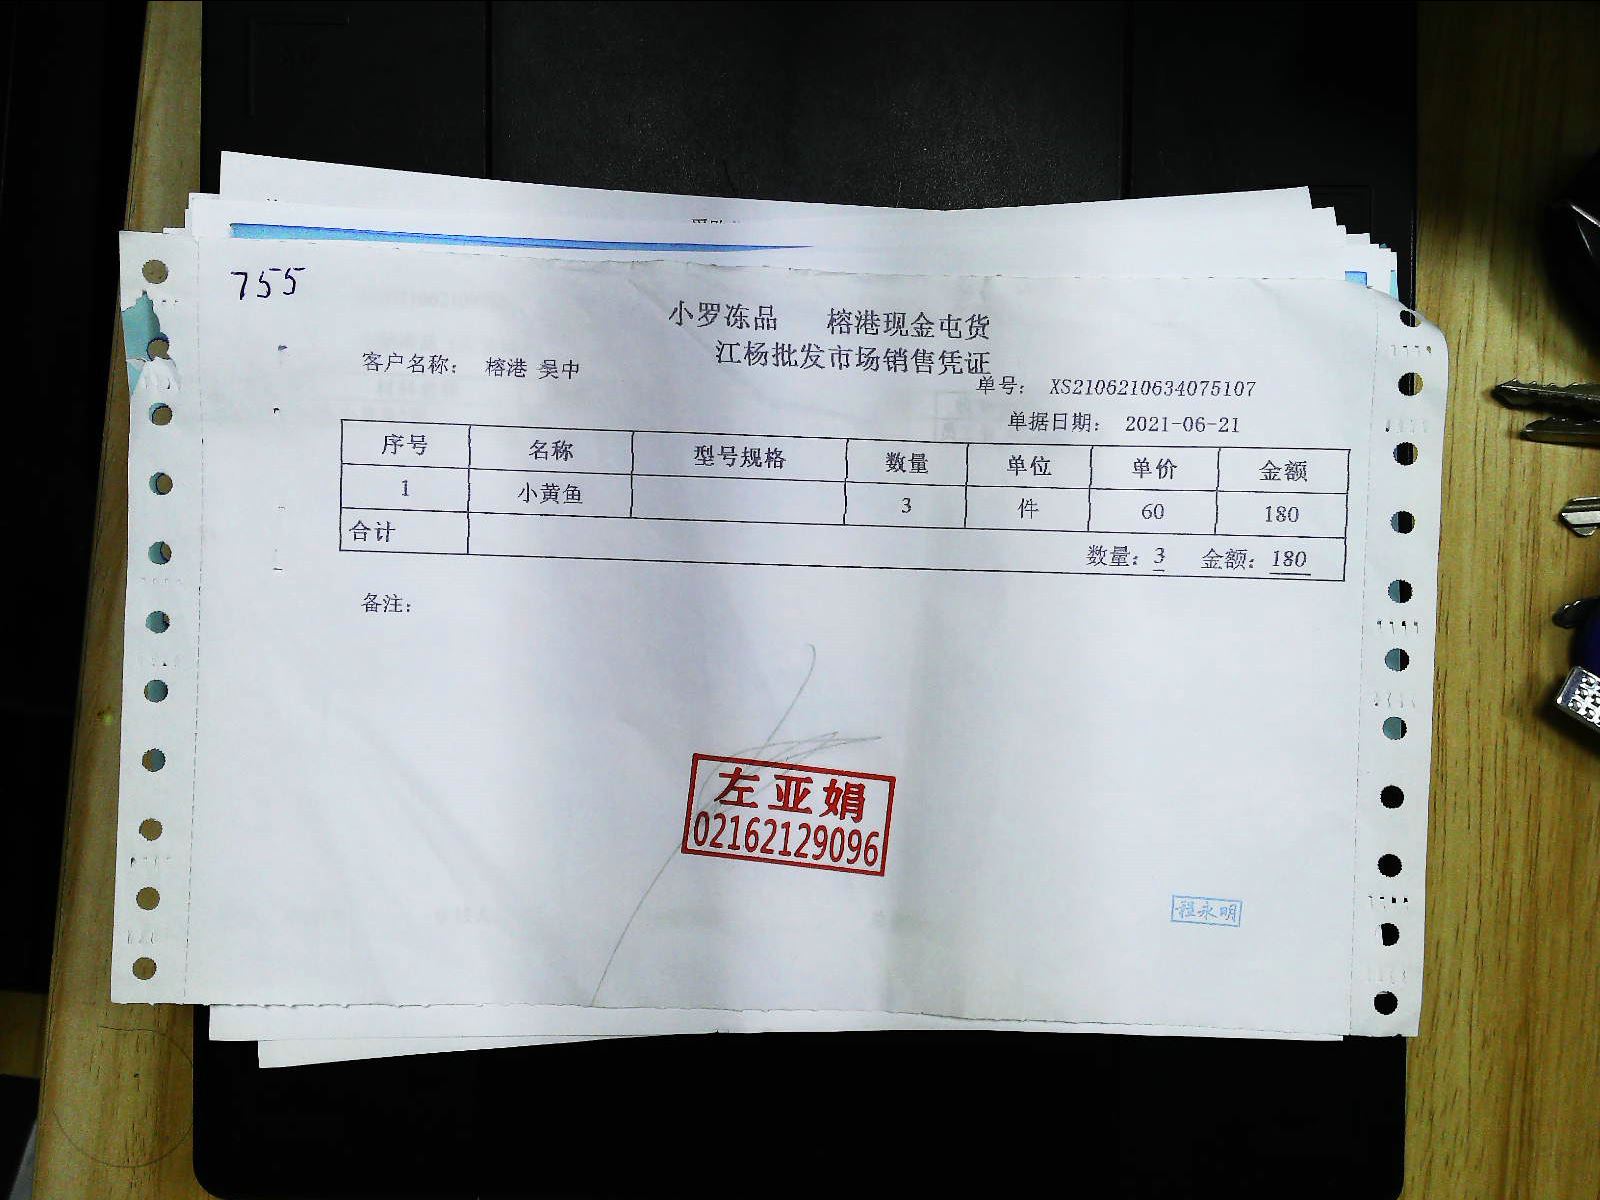 755
小罗冻品 榕港现金屯货
江杨批发市场销售凭证
客户名称： 榕港 吴中
单号： XS2106210634075107
单据日期： 2021-06-21
序号 名称 型号规格 数量 单位 单价 金额
1 小黄鱼 3 件 60 180
合计 数量：3 金额：180
备注：
左亚娟
02162129096
程永明